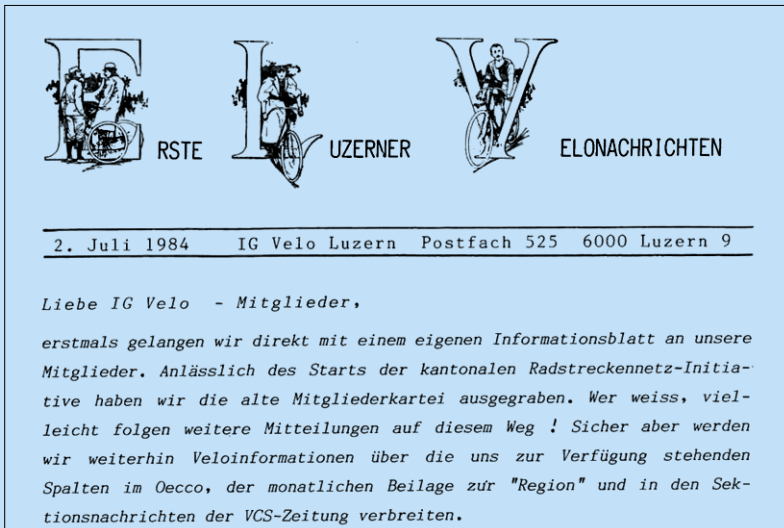 ERSTE LUZERNER VELONACHRICHTEN
2. Juli 1984 IG Velo Luzern Postfach 525 6000 Luzern 9
Liebe IG Velo - Mitglieder,
erstmals gelangen wir direkt mit einem eigenen Informationsblatt an unsere
Mitglieder. Anlässlich des Starts der kantonalen Radstreckennetz-Initia-
tive haben wir die alte Mitgliederkartei ausgegraben. Wer weiss, viel-
leicht folgen weitere Mitteilungen auf diesem Weg ! Sicher aber werden
wir weiterhin Veloinformationen über die uns zur Verfügung stehenden
Spalten im Oecco, der monatlichen Beilage zur "Region" und in den Sek-
tionsnachrichten der VCS-Zeitung verbreiten.